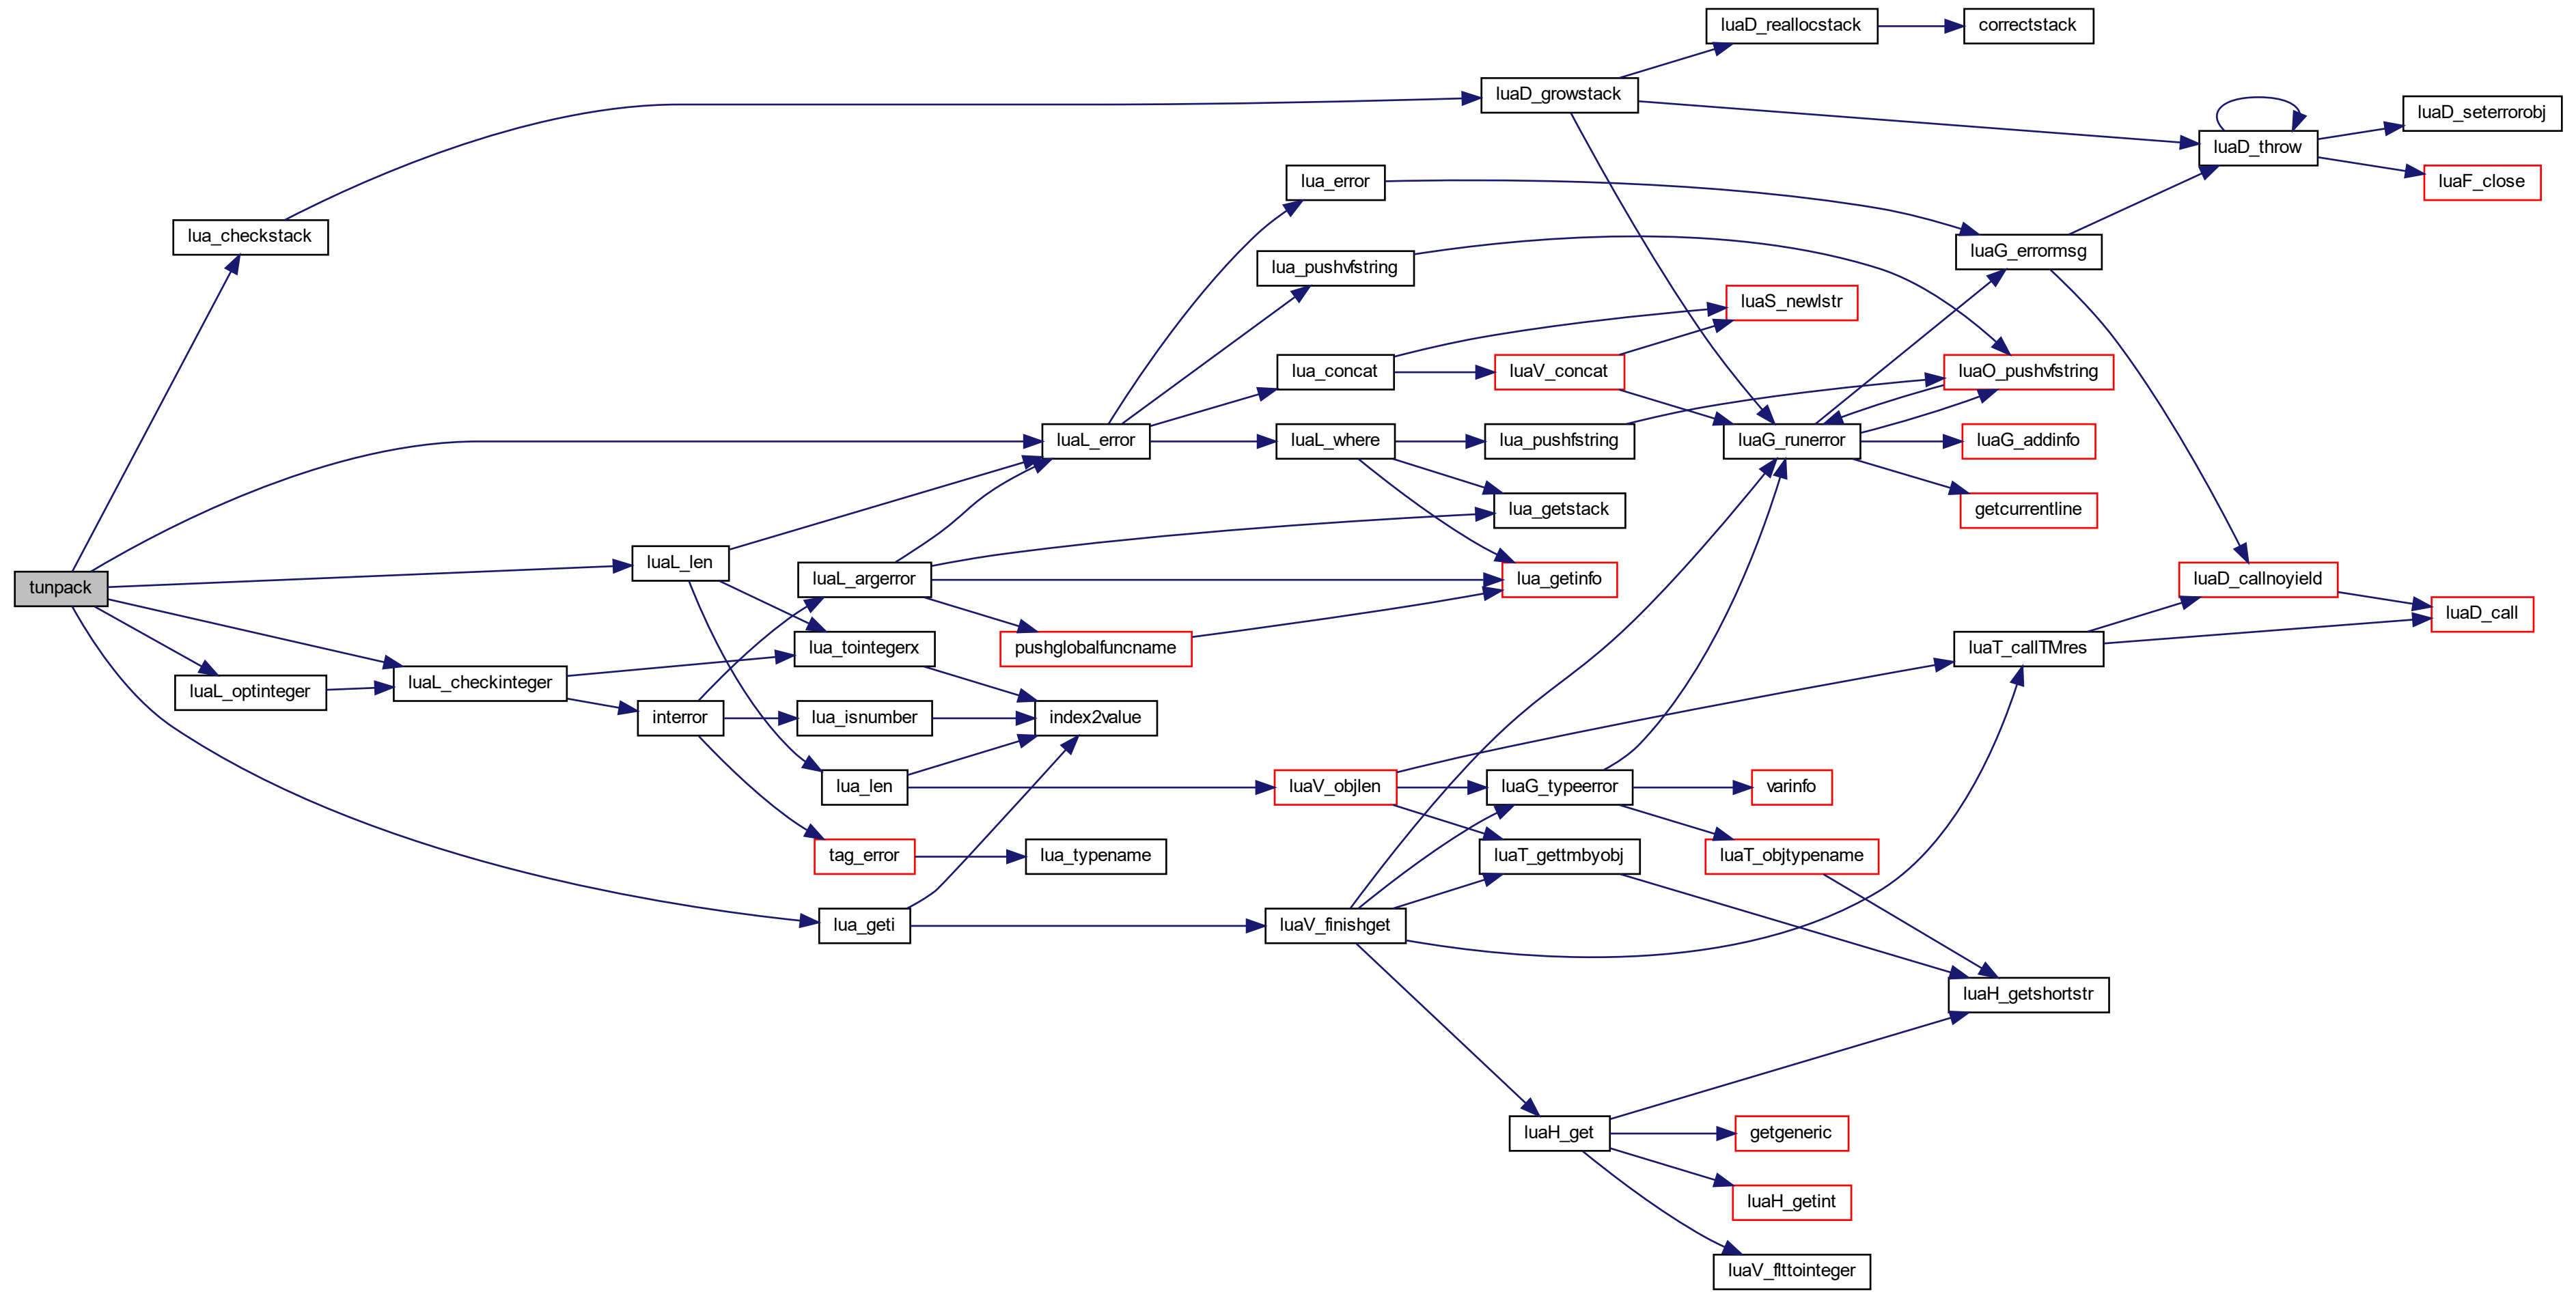 luaD_reallocstack
correctstack
luaD_growstack
luaD_seterrorobj
luaD_throw
lua_error
luaF_close
lua_checkstack
luaG_errormsg
lua_pushvfstring
luaS_newlstr
lua_concat
luaV_concat
luaO_pushvfstring
luaL_error
luaL_where
lua_pushfstring
luaG_runerror
luaG_addinfo
lua_getstack
getcurrentline
luaL_len
tunpack
luaL_argerror
lua_getinfo
luaD_callnoyield
luaD_call
pushglobalfuncname
lua_tointegerx
luaT_callTMres
luaL_optinteger
luaL_checkinteger
interror
lua_isnumber
index2value
lua_len
luaV_objlen
luaG_typeerror
varinfo
tag_error
lua_typename
luaT_gettmbyobj
luaT_objtypename
lua_geti
luaV_finishget
luaH_getshortstr
luaH_get
getgeneric
luaH_getint
luaV_flttointeger